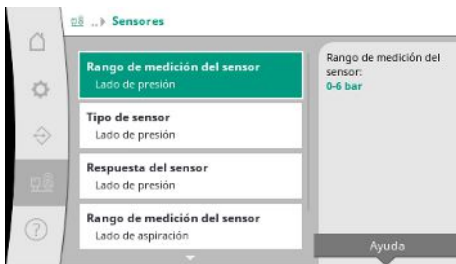 ..▸ Sensores
Rango de medición del sensor
Lado de presión
Tipo de sensor
Lado de presión
Respuesta del sensor
Lado de presión
Rango de medición del sensor
Lado de aspiración
Rango de medición del
sensor:
0-6 bar
?
Ayuda